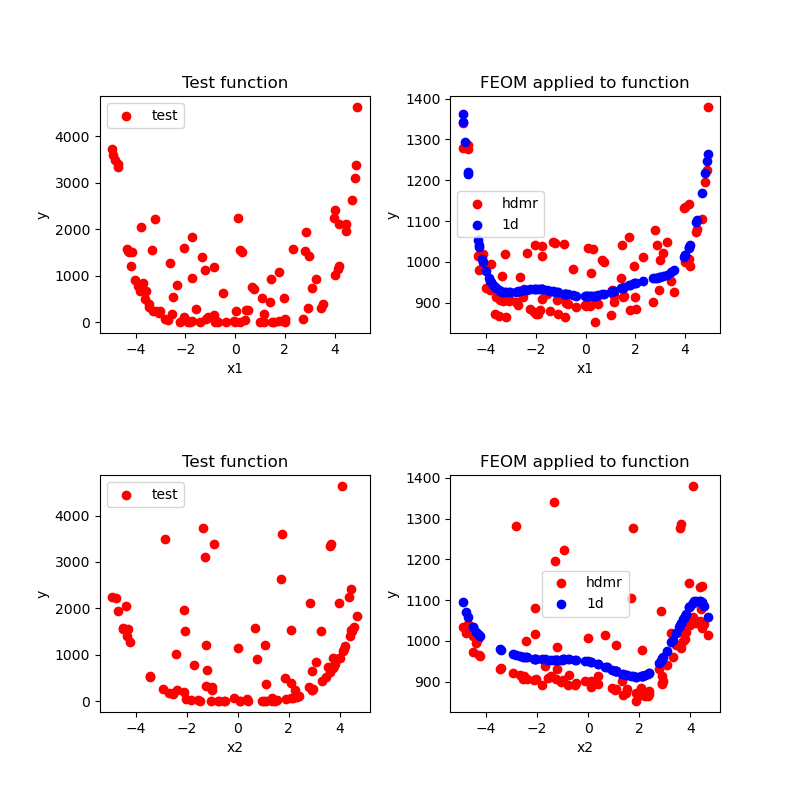 Test function
test
y
4000
3000
2000
1000
0
−4 −2 0 2 4
x1
FEOM applied to function
hdmr
1d
y
1400
1300
1200
1100
1000
900
−4 −2 0 2 4
x1
Test function
test
y
4000
3000
2000
1000
0
−4 −2 0 2 4
x2
FEOM applied to function
hdmr
1d
y
1400
1300
1200
1100
1000
900
−4 −2 0 2 4
x2